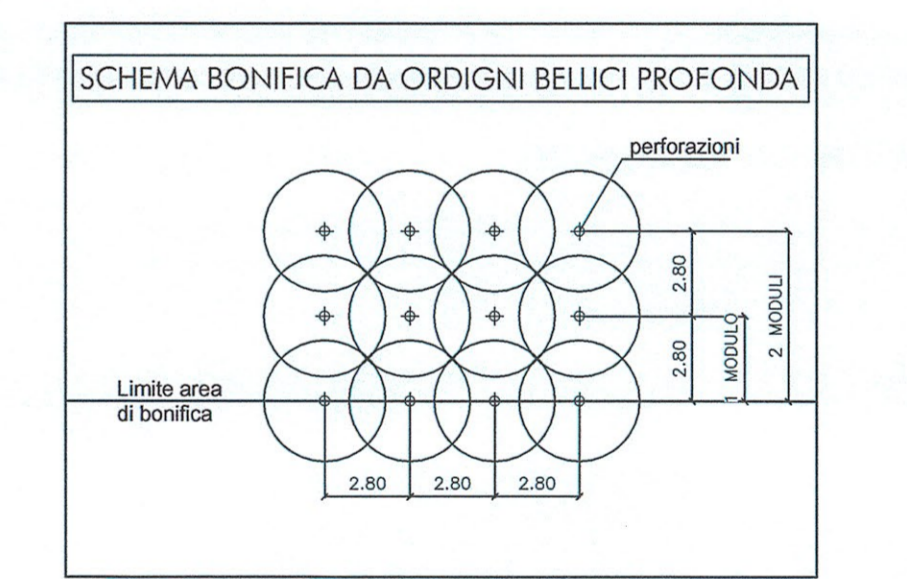 SCHEMA BONIFICA DA ORDIGNI BELLICI PROFONDA
perforazioni
2.80
2.80
1 MODULO
2 MODULI
Limite area
di bonifica
2.80
2.80
2.80